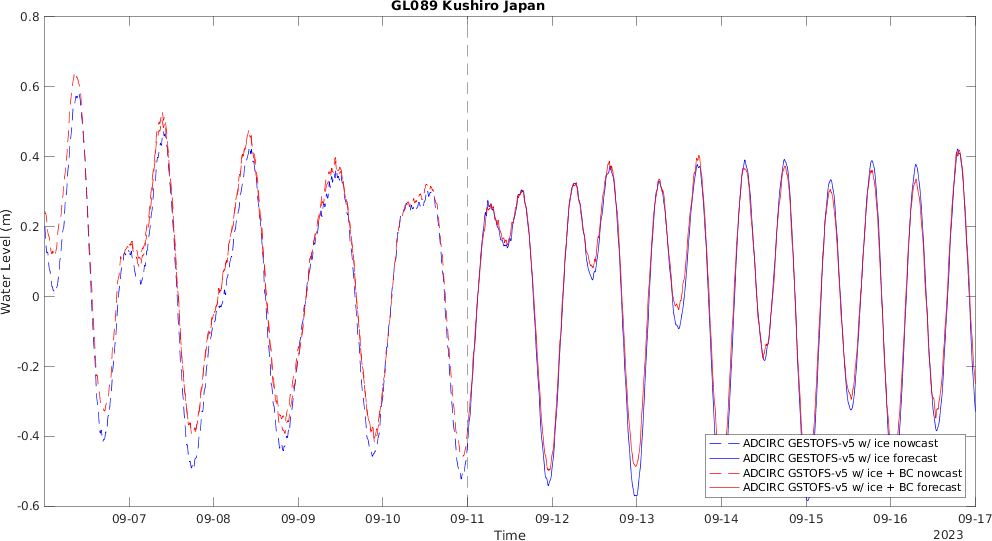 GL089 Kushiro Japan
0.8
0.6
0.4
0.2
0
-0.2
-0.4
-0.6
Water Level (m)
ADCIRC GESTOFS-v5 w/ ice nowcast
ADCIRC GESTOFS-v5 w/ ice forecast
ADCIRC GSTOFS-v5 w/ ice + BC nowcast
ADCIRC GSTOFS-v5 w/ ice + BC forecast
09-07 09-08 09-09 09-10 09-11 09-12 09-13 09-14 09-15 09-16 09-17
Time
2023